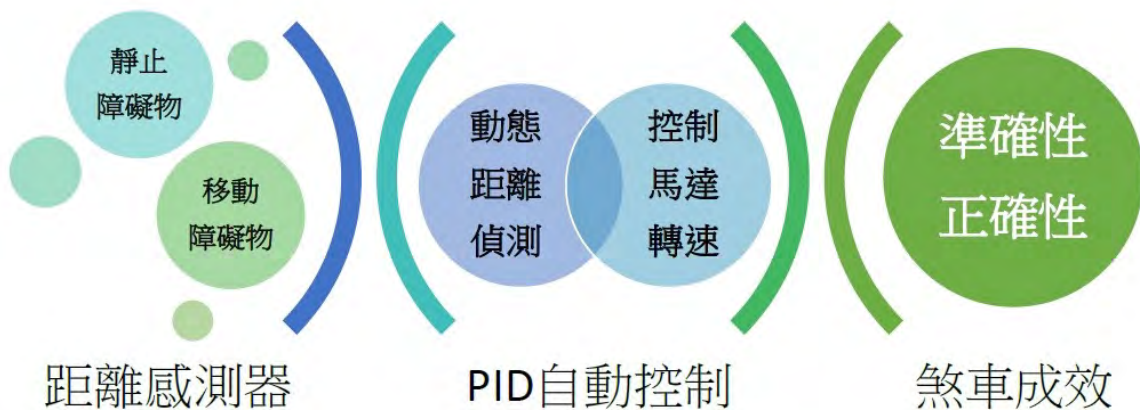 靜止
障礙物
移動
障礙物
距離感測器
動態
距離
偵測
控制
馬達
轉速
PID自動控制
準確性
正確性
煞車成效